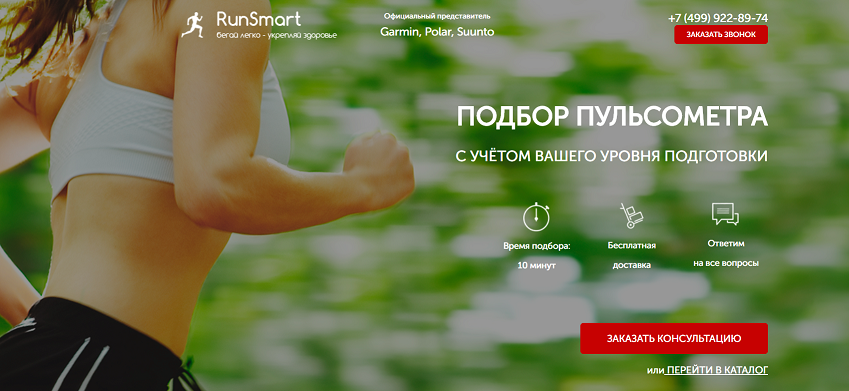 RunSmart
бегай легко - укрепляй здоровье
Официальный представитель
Garmin, Polar, Suunto
+7 (499) 922-89-74
ЗАКАЗАТЬ ЗВОНОК
ПОДБОР ПУЛЬСОМЕТРА
С УЧЁТОМ ВАШЕГО УРОВНЯ ПОДГОТОВКИ
Время подбора:
10 минут
Бесплатная
доставка
Ответим
на все вопросы
ЗАКАЗАТЬ КОНСУЛЬТАЦИЮ
или ПЕРЕЙТИ В КАТАЛОГ